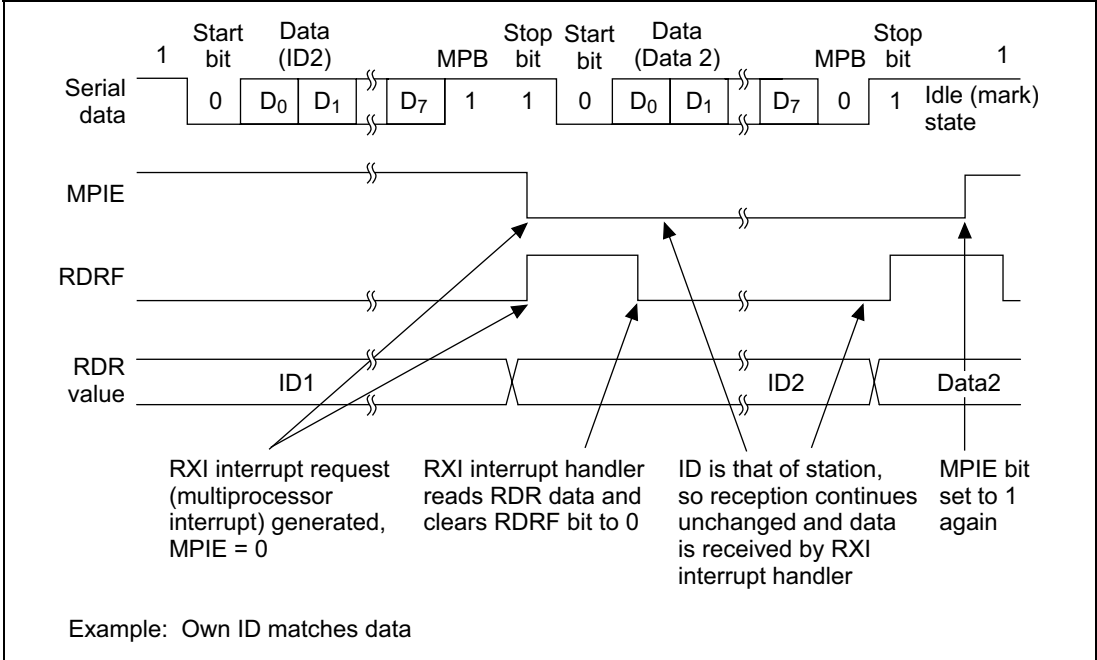 Start Data Stop Start Data Stop
1 bit (ID2) MPB bit bit (Data 2) MPB bit 1
Serial data 0 D0 D1 D7 1 1 0 D0 D1 D7 0 1 Idle (mark) state
MPIE
RDRF
RDR value ID1 ID2 Data2
RXI interrupt request
(multiprocessor
interrupt) generated,
MPIE = 0
RXI interrupt handler
reads RDR data and
clears RDRF bit to 0
ID is that of station,
so reception continues
unchanged and data
is received by RXI
interrupt handler
MPIE bit
set to 1
again
Example: Own ID matches data